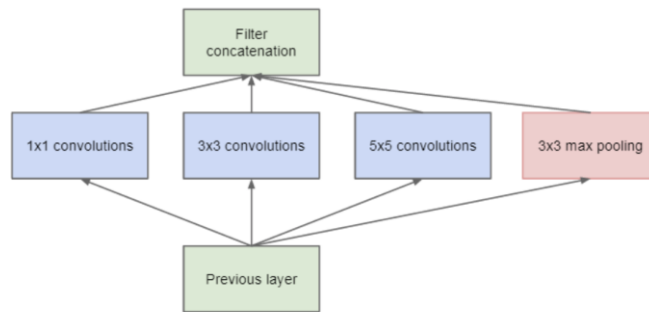 Filter
concatenation
1x1 convolutions
3x3 convolutions
5x5 convolutions
3x3 max pooling
Previous layer